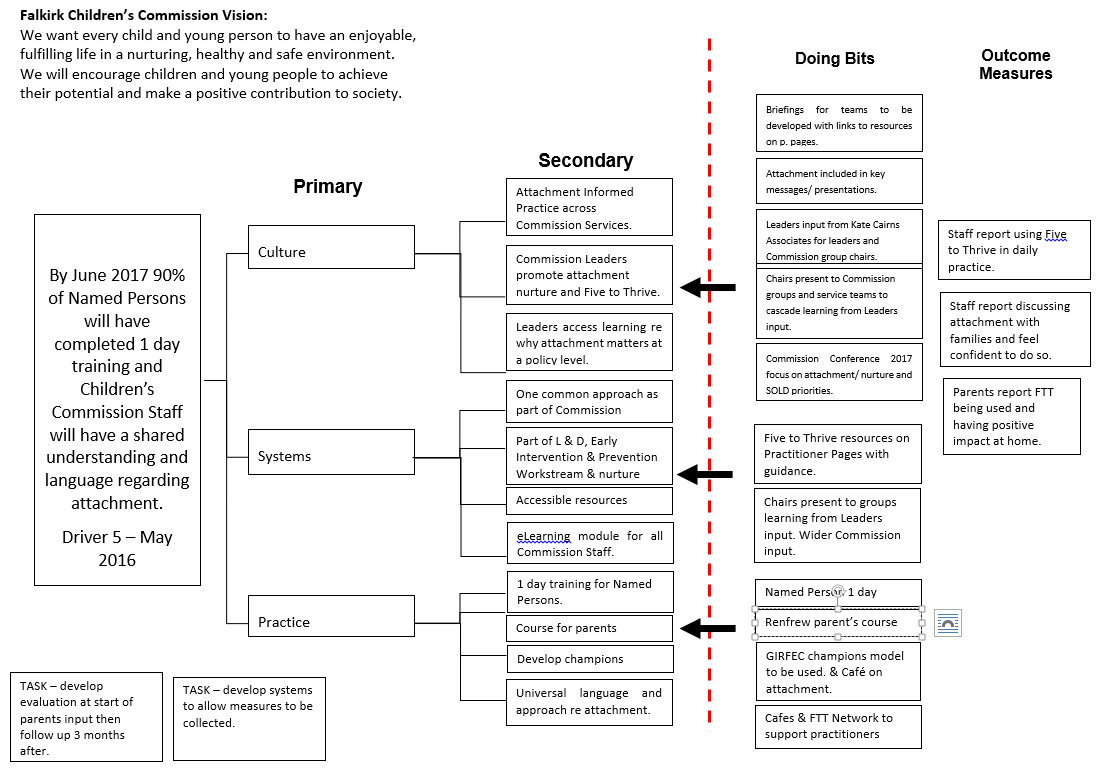 Falkirk Children's Commission Vision:
We want every child and young person to have an enjoyable,
fulfilling life in a nurturing, healthy and safe environment.
We will encourage children and young people to achieve
their potential and make a positive contribution to society.
By June 2017 90%
of Named Persons
will have
completed 1 day
training and
Children's
Commission Staff
will have a shared
understanding and
language regarding
attachment.
Driver 5 – May
2016
Primary
Culture
Systems
Practice
Secondary
Attachment Informed
Practice across
Commission Services.
Commission Leaders
promote attachment
nurture and Five to Thrive.
Leaders access learning re
why attachment matters at
a policy level.
One common approach as
part of Commission
Part of L & D, Early
Intervention & Prevention
Workstream & nurture
Accessible resources
eLearning module for all
Commission Staff.
1 day training for Named
Persons.
Course for parents
Develop champions
Universal language and
approach re attachment.
Doing Bits
Briefings for teams to be
developed with links to resources
on p. pages.
Attachment included in key
messages/ presentations.
Leaders input from Kate Cairns
Associates for leaders and
Commission group chairs.
Chairs present to Commission
groups and service teams to
cascade learning from Leaders
input.
Commission Conference 2017
focus on attachment/ nurture and
SOLD priorities.
Five to Thrive resources on
Practitioner Pages with
guidance.
Chairs present to groups
learning from Leaders
input. Wider Commission
input.
Named Person 1 day
Renfrew parent's course
GIRFEC champions model
to be used. & Café on
attachment.
Cafes & FTT Network to
support practitioners
Outcome
Measures
Staff report using Five
to Thrive in daily
practice.
Staff report discussing
attachment with
families and feel
confident to do so.
Parents report FTT
being used and
having positive
impact at home.
TASK – develop
evaluation at start of
parents input then
follow up 3 months
after.
TASK – develop systems
to allow measures to be
collected.